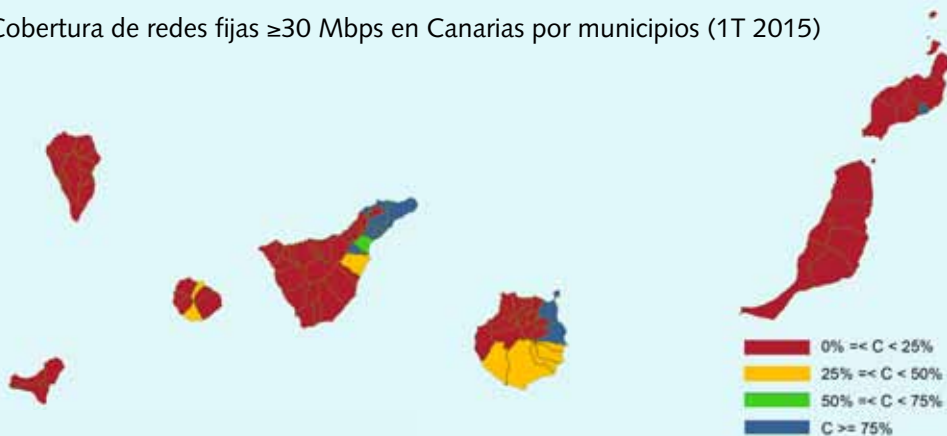 Cobertura de redes fijas ≥30 Mbps en Canarias por municipios (1T 2015)
0% =< C < 25%
25% =< C < 50%
50% =< C < 75%
C >= 75%